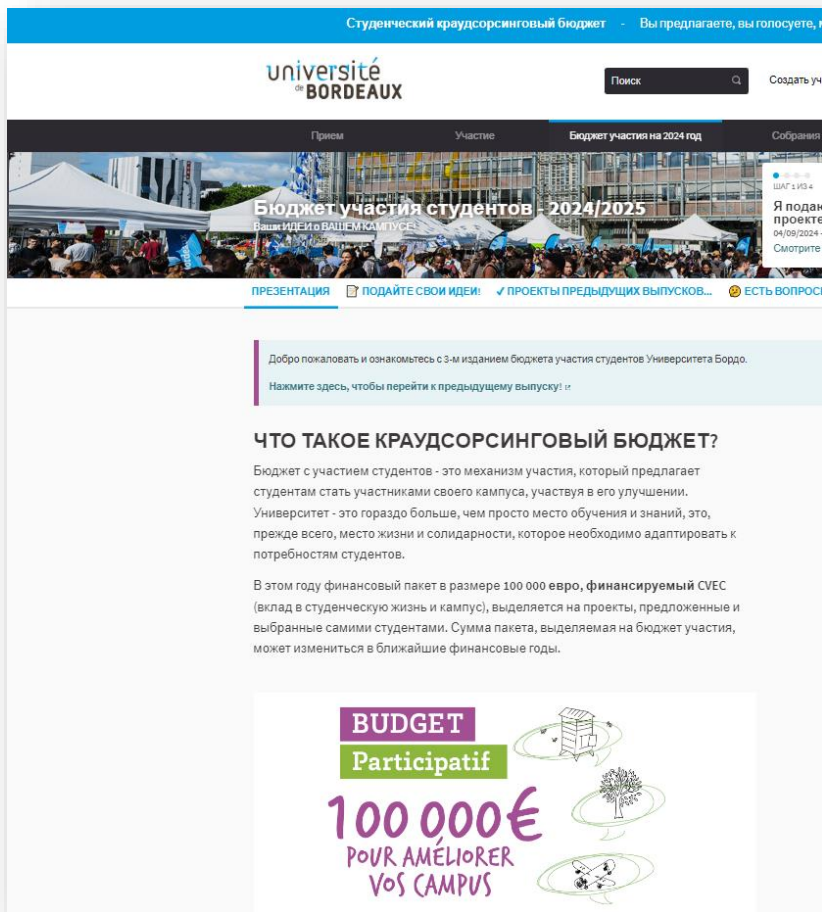 Студенческий краудсорсинговый бюджет - Вы предлагаете, вы голосуете,
université
de BORDEAUX
Поиск
Создать уч
Прием
Участие
Бюджет участия на 2024 год
Собрания
ШАГ 1 ИЗ 4
Бюджет участия студентов - 2024/2025
Ваши ИДЕИ о ВАШЕМ КАМПУСЕ
Я подаю
проекте
04/09/2024 -
Смотрите
ПРЕЗЕНТАЦИЯ
ПОДАЙТЕ СВОИ ИДЕИ!
✓ ПРОЕКТЫ ПРЕДЫДУЩИХ ВЫПУСКОВ...
ЕСТЬ ВОПРОС
Добро пожаловать и ознакомьтесь с 3-м изданием бюджета участия студентов Университета Бордо.
Нажмите здесь, чтобы перейти к предыдущему выпуску!
ЧТО ТАКОЕ КРАУДСОРСИНГОВЫЙ БЮДЖЕТ?
Бюджет с участием студентов - это механизм участия, который предлагает
студентам стать участниками своего кампуса, участвуя в его улучшении.
Университет - это гораздо больше, чем просто место обучения и знаний, это,
прежде всего, место жизни и солидарности, которое необходимо адаптировать к
потребностям студентов.
В этом году финансовый пакет в размере 100 000 евро, финансируемый CVEC
(вклад в студенческую жизнь и кампус), выделяется на проекты, предложенные и
выбранные самими студентами. Сумма пакета, выделяемая на бюджет участия,
может измениться в ближайшие финансовые годы.
BUDGET
Participatif
100 000€
POUR AMÉLIORER
VOS CAMPUS